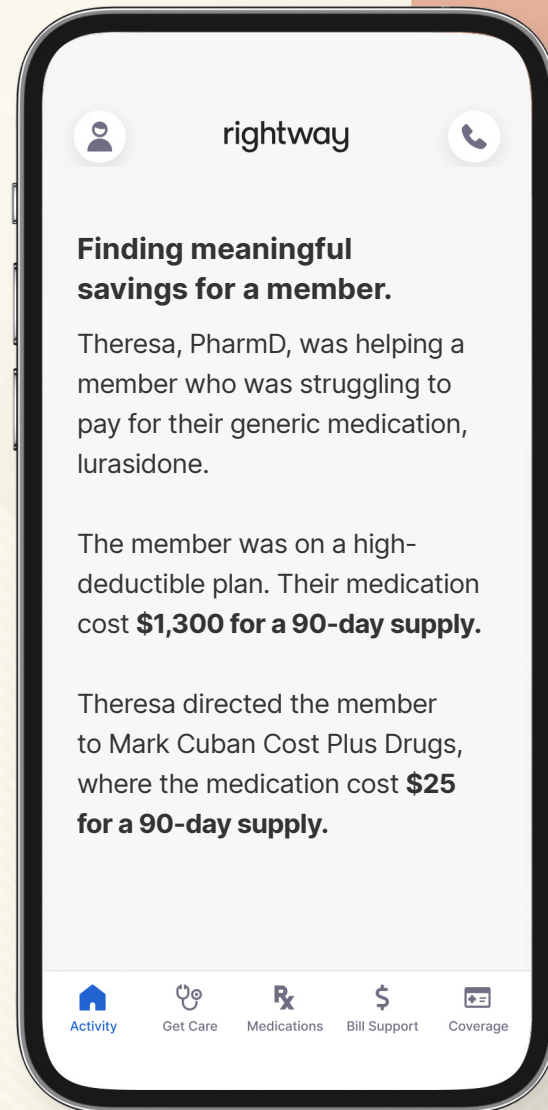 rightway
Finding meaningful
savings for a member.
Theresa, PharmD, was helping a
member who was struggling to
pay for their generic medication,
lurasidone.
The member was on a high-
deductible plan. Their medication
cost $1,300 for a 90-day supply.
Theresa directed the member
to Mark Cuban Cost Plus Drugs,
where the medication cost $25
for a 90-day supply.
Activity Get Care Medications Bill Support Coverage